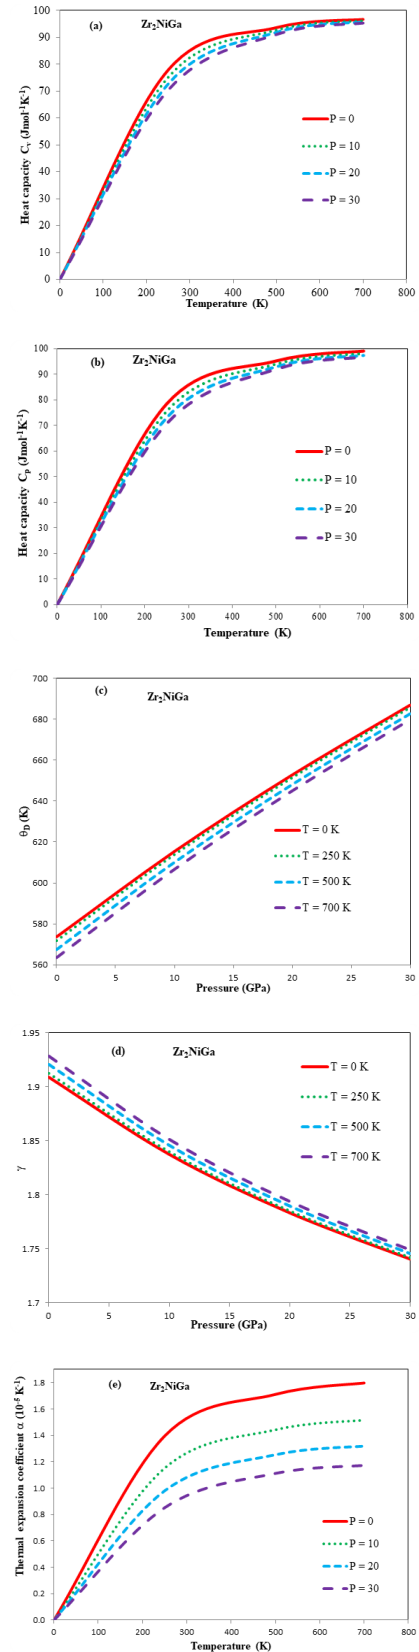 (a) Zr₂NiGa
Heat capacity Cᵥ (Jmol⁻¹K⁻¹)
100
90
80
70
60
50
40
30
20
10
0
P = 0
P = 10
P = 20
P = 30
0 100 200 300 400 500 600 700 800
Temperature (K)
(b) Zr₂NiGa
Heat capacity Cₚ (Jmol⁻¹K⁻¹)
100
90
80
70
60
50
40
30
20
10
0
P = 0
P = 10
P = 20
P = 30
0 100 200 300 400 500 600 700 800
Temperature (K)
(c) Zr₂NiGa
θD (K)
700
680
660
640
620
600
580
560
T = 0 K
T = 250 K
T = 500 K
T = 700 K
0 5 10 15 20 25 30
Pressure (GPa)
(d) Zr₂NiGa
γ
1.95
1.9
1.85
1.8
1.75
1.7
T = 0 K
T = 250 K
T = 500 K
T = 700 K
0 5 10 15 20 25 30
Pressure (GPa)
(e) Zr₂NiGa
Thermal expansion coefficient α (10⁻⁵ K⁻¹)
1.8
1.6
1.4
1.2
1.0
0.8
0.6
0.4
0.2
0.0
P = 0
P = 10
P = 20
P = 30
0 100 200 300 400 500 600 700 800
Temperature (K)